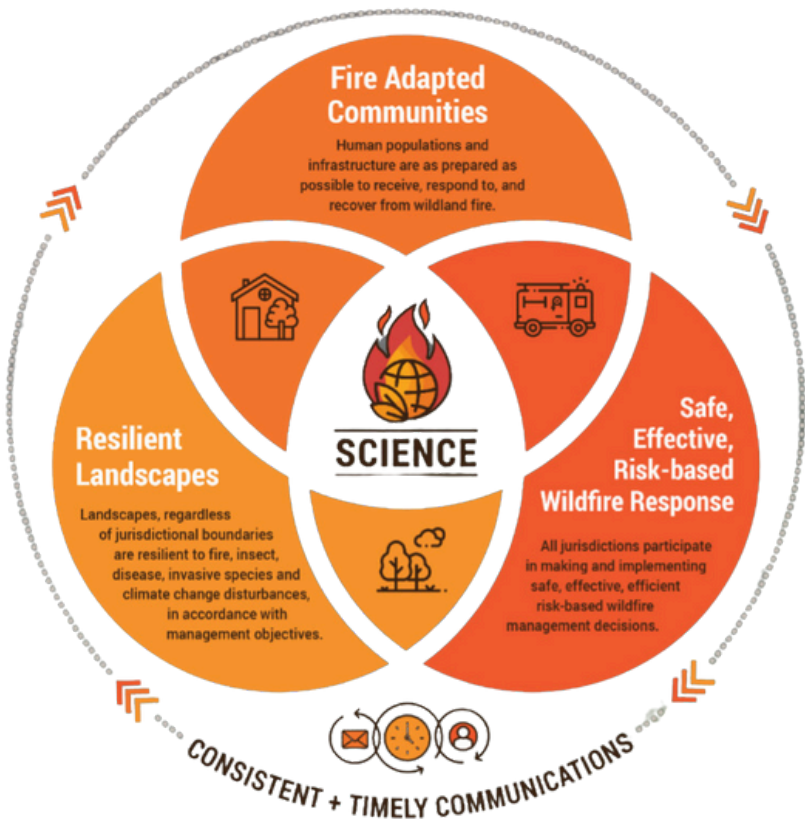 Fire Adapted
Communities
Human populations and
infrastructure are as prepared as
possible to receive, respond to, and
recover from wildland fire.
SCIENCE
Resilient
Landscapes
Landscapes, regardless
of jurisdictional boundaries
are resilient to fire, insect,
disease, invasive species and
climate change disturbances,
in accordance with
management objectives.
Safe,
Effective,
Risk-based
Wildfire Response
All jurisdictions participate
in making and implementing
safe, effective, efficient
risk-based wildfire
management decisions.
CONSISTENT + TIMELY COMMUNICATIONS